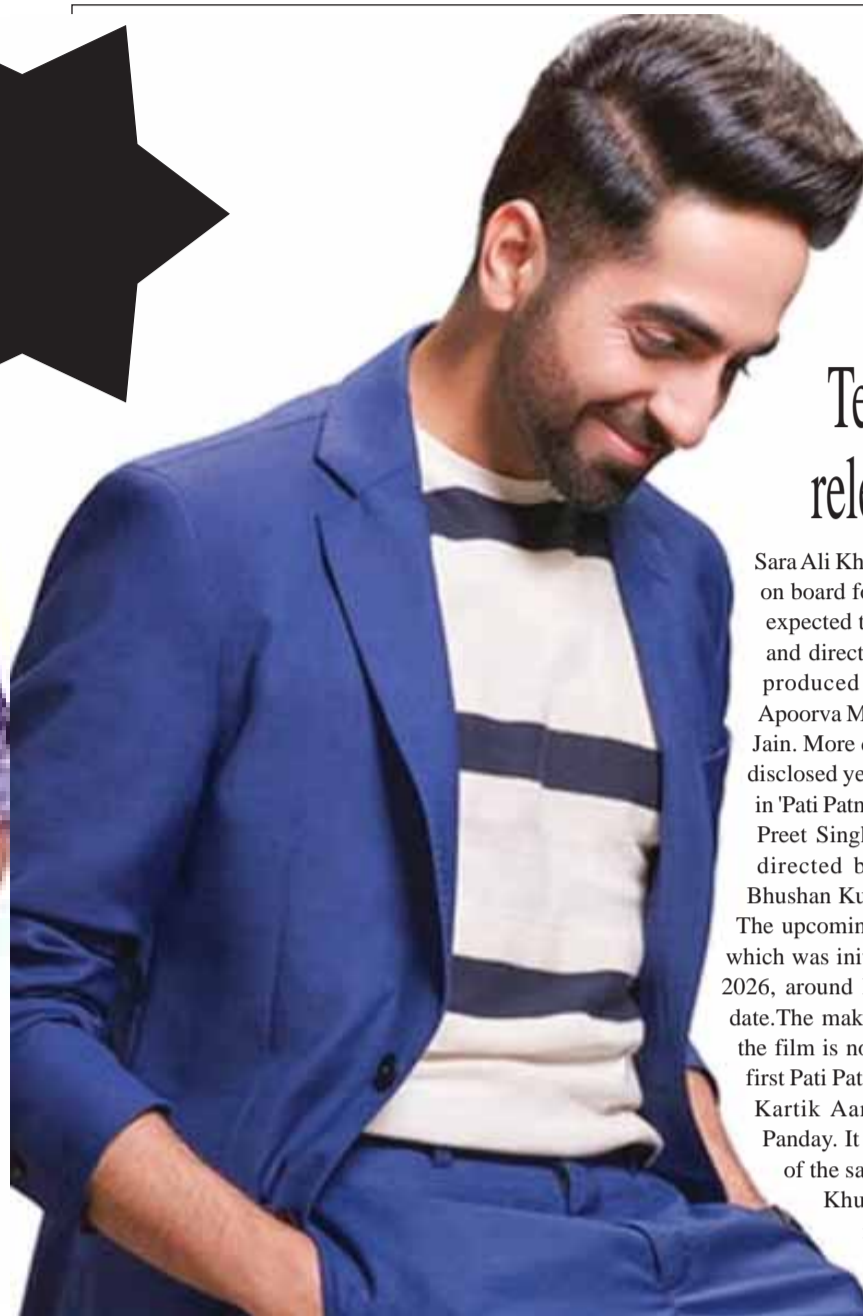 Te
rele
Sara Ali Kh
on board fo
expected t
and direct
produced
Apoorva M
Jain. More
disclosed ye
in 'Pati Patn
Preet Singl
directed b
Bhushan Ku
The upcomin
which was ini
2026, around
date.The mak
the film is no
first Pati Pat
Kartik Aar
Panday. It
of the sa
Khu